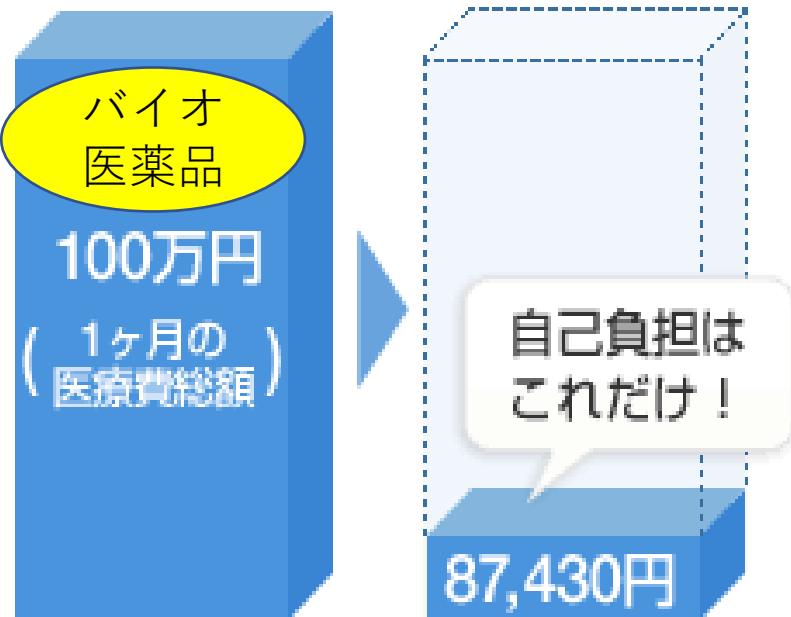 バイオ
医薬品
100万円
(1ヶ月の
医療費総額)
自己負担は
これだけ！
87,430円